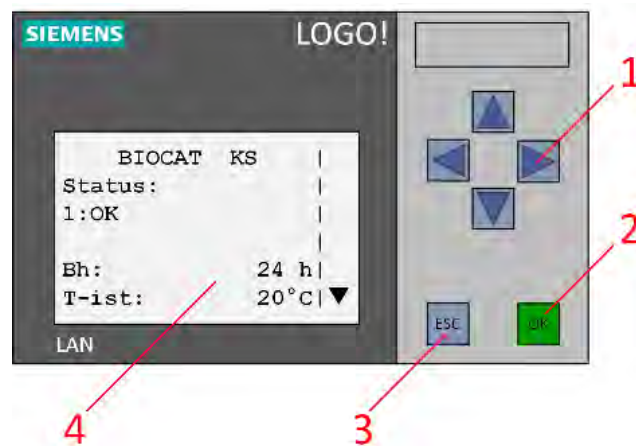 SIEMENS
LOGO!
1
BIOCAT KS
Status:
1:OK
Bh: 24 h
T-ist: 20°C
2
ESC
OK
LAN
4
3